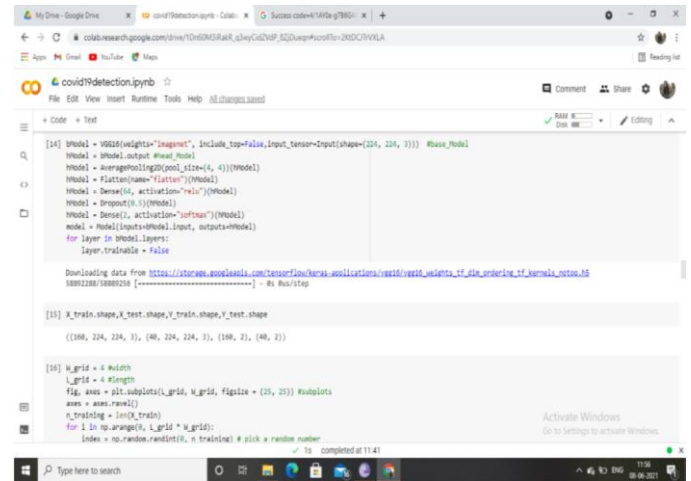 My Drive - Google Drive
covid19detection.ipynb - Colab
colab.research.google.com/drive/
Apps Gmail YouTube Maps Reading list
covid19detection.ipynb
File Edit View Insert Runtime Tools Help All changes saved
Comment Share
+ Code + Text
RAM
Disk
Editing
[14] bModel = VGG16(weights="imagenet", include_top=False,input_tensor=Input(shape=(224, 224, 3))) #base_Model
hModel = bModel.output #head_Model
hModel = AveragePooling2D(pool_size=(4, 4))(hModel)
hModel = Flatten(name="flatten")(hModel)
hModel = Dense(64, activation="relu")(hModel)
hModel = Dropout(0.5)(hModel)
hModel = Dense(2, activation="softmax")(hModel)
model = Model(inputs=bModel.input, outputs=hModel)
for layer in bModel.layers:
layer.trainable = False
Downloading data from https://storage.googleapis.com/tensorflow/keras-applications/vgg16/vgg16_weights_tf_dim_ordering_tf_kernels_notop.h5
58892288/58889256 [==============================] - 0s 0us/step
[15] X_train.shape,X_test.shape,Y_train.shape,Y_test.shape
((160, 224, 224, 3), (40, 224, 224, 3), (160, 2), (40, 2))
[16] W_grid = 4 #width
L_grid = 4 #length
fig, axes = plt.subplots(L_grid, W_grid, figsize = (25, 25)) #subplots
axes = axes.ravel()
n_training = len(X_train)
for i in np.arange(0, L_grid * W_grid):
index = np.random.randint(0, n_training) # pick a random number
Activate Windows
Go to Settings to activate Windows.
1s completed at 11:41
Type here to search
ENG
11:56
08-06-2021